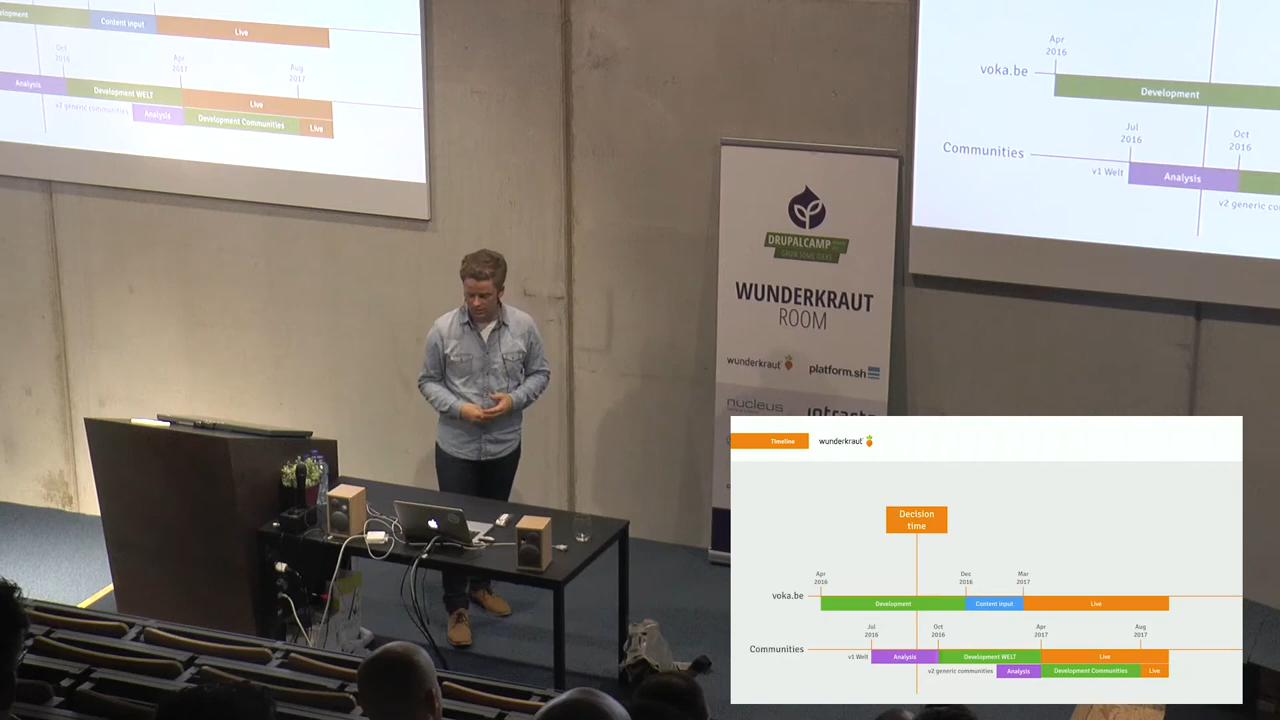 Content input
Live
Oct
2016
Apr
2017
Aug
2017
Analysis
Development WELT
Live
v2 generic communities
Analysis
Development Communities
Live
Apr
2016
voka.be
Development
Jul
2016
Oct
2016
Communities
v1 Welt
Analysis
DRUPALCAMP
WUNDERKRAUT
ROOM
wunderkraut
platform.sh
nucleus
Timeline
wunderkraut
Decision
time
Apr
2016
Dec
2016
Mar
2017
voka.be
Development
Content input
Live
Jul
2016
Oct
2016
Apr
2017
Aug
2017
Communities
v1 Welt
Analysis
Development WELT
Live
v2 generic communities
Analysis
Development Communities
Live